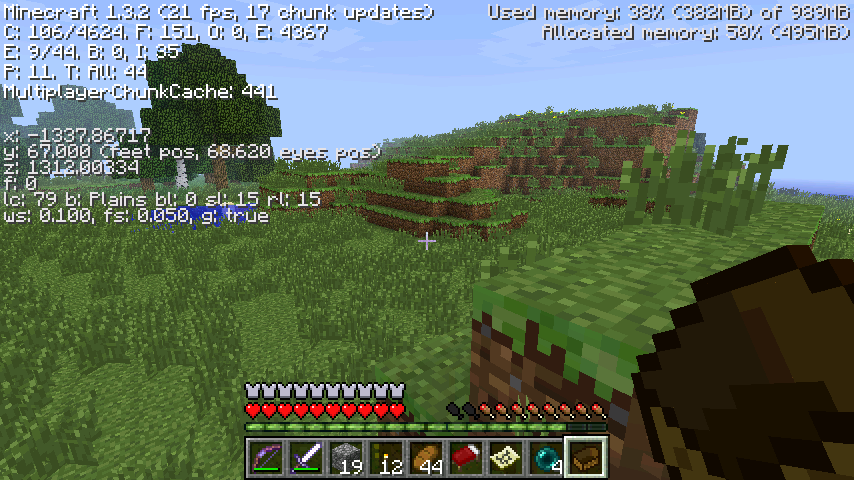 Minecraft 1.3.2 (21 fps, 17 chunk updates)
Used memory: 38% (382MB) of 989MB
C: 106/4624, F: 151, O: 0, E: 4367
Allocated memory: 50% (495MB)
E: 9/44, B: 0, I: 35
P: 11, T: All: 44
MultiplayerChunkCache: 441
x: -1337.86717
y: 67.000 (feet pos, 68.620 eyes pos)
z: 1312.00334
f: 0
lc: 79 b: Plains bl: 0 sl: 15 rl: 15
ws: 0.100, fs: 0.050, g: true
19 12 44 4